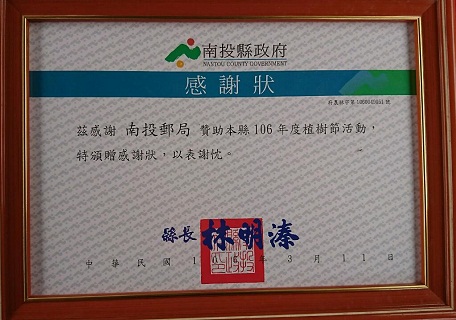 南投縣政府
NANTOU COUNTY GOVERNMENT
感謝狀
茲感謝 南投郵局 贊助本縣106年度植樹節活動，
特頒贈感謝狀，以表謝忱。
縣長 林明溱
中華民國1 年3月11日